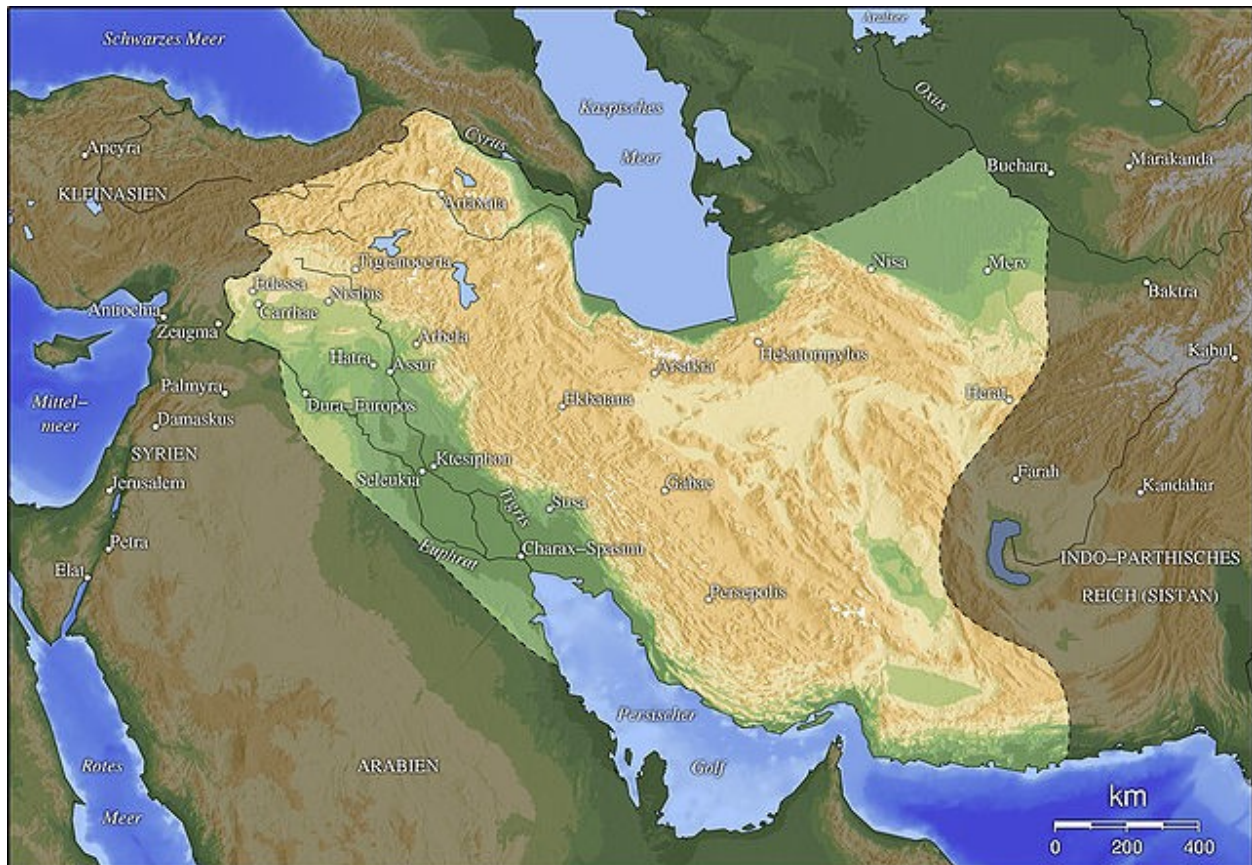 Schwarzes Meer
Aralsee
Kaspisches
Meer
Oxus
Cyrus
Ancyra
KLEINASIEN
Buchara
Marakanda
Artaxata
Tigranocerta
Nisa
Merv
Edessa
Nisibis
Carrhae
Antiochia
Zeugma
Baktra
Arbela
Hatra
Assur
Arsakia
Hekatompylos
Kabul
Palmyra
Dura-Europos
Ekbatana
Herat
Mittel-
meer
Damaskus
SYRIEN
Ktesiphon
Seleukia
Jerusalem
Tigris
Susa
Gabae
Farah
Kandahar
Petra
Euphrat
Charax-Spasinu
Elat
INDO-PARTHISCHES
REICH (SISTAN)
Persepolis
Persischer
Golf
Rotes
Meer
ARABIEN
km
0 200 400